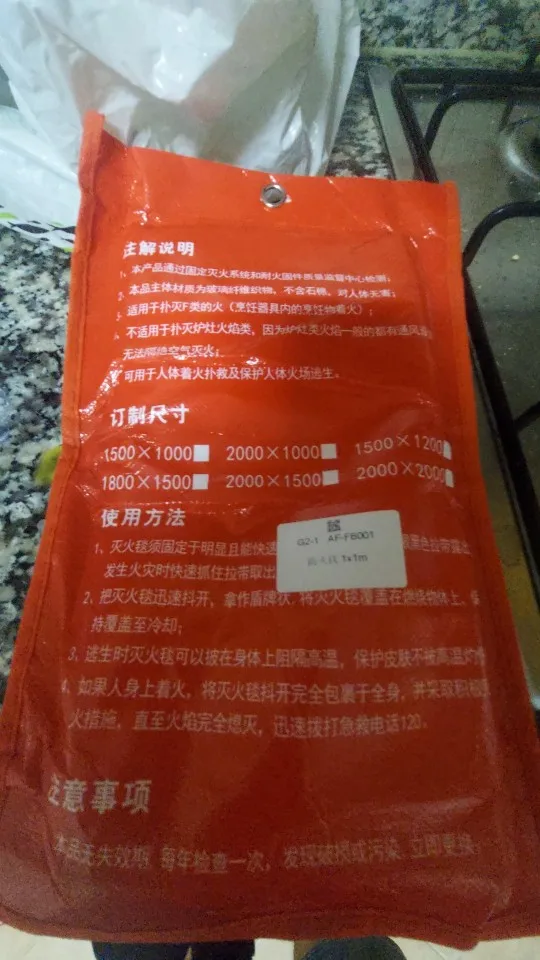 注解说明
1、本产品通过固定灭火系统和耐火固件质量监督中心检测；
2、本品主体材质为玻璃纤维织物，不含石棉，对人体无害；
3、适用于扑灭F类的火（烹饪器具内的烹饪物着火）；
4、不适用于扑灭炉灶火焰类，因为炉灶类火焰一般的都有通风
无法隔绝空气灭火；
可用于人体着火扑救及保护人体火场逃生。
订制尺寸
1500×1000 2000×1000 1500×1200
1800×1500 2000×1500 2000×2000
使用方法
G2-1 AF-FB001
1×1m
1、灭火毯须固定于明显且能快速
黑色拉带
发生火灾时快速抓住拉带取出
2、把灭火毯迅速抖开，拿作盾牌状，将灭火毯覆盖在燃烧物体上，保
持覆盖至冷却；
3、逃生时灭火毯可以披在身体上阻隔高温，保护皮肤不被高温
4、如果人身上着火，将灭火毯抖开完全包裹于全身，并采取积极
火措施，直至火焰完全熄灭，迅速拨打急救电话120。
注意事项
本品无失效期，每年检查一次，发现破损或污染 立即更换。